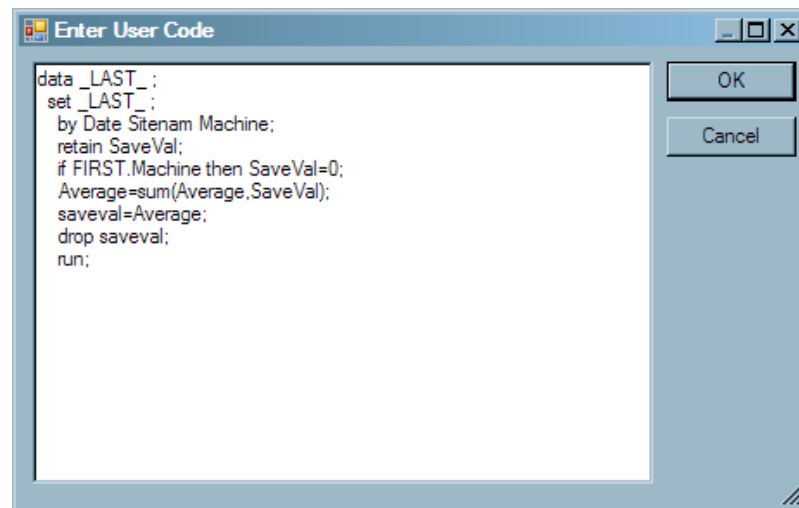 Enter User Code
data _LAST_ ;
set _LAST_ ;
by Date Sitenam Machine;
retain SaveVal;
if FIRST.Machine then SaveVal=0;
Average=sum(Average,SaveVal);
saveval=Average;
drop saveval;
run;
OK
Cancel